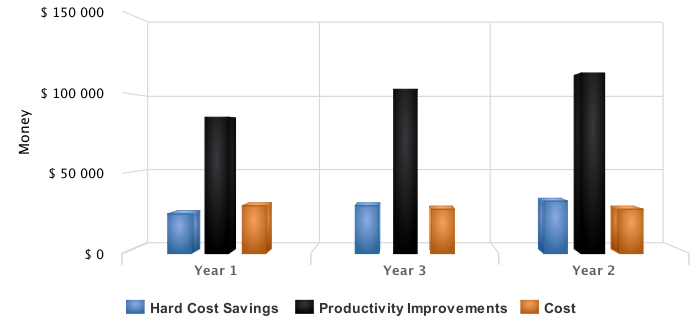 $ 150 000
$ 100 000
$ 50 000
$ 0
Money
Year 1 Year 3 Year 2
Hard Cost Savings Productivity Improvements Cost